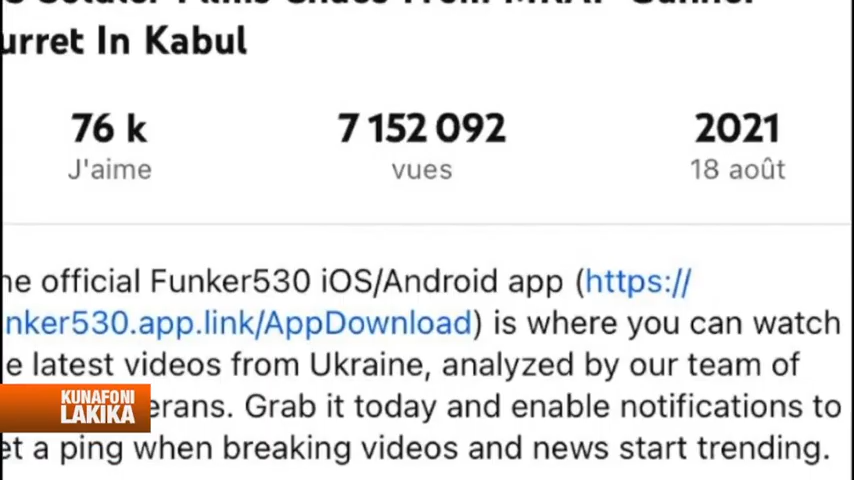 urret In Kabul
76 k
7 152 092
2021
J'aime
vues
18 août
official Funker530 iOS/Android app (https://
nker530.app.link/AppDownload) is where you can watch
latest videos from Ukraine, analyzed by our team of
erans. Grab it today and enable notifications to
a ping when breaking videos and news start trending.
KUNAFONI
LAKIKA